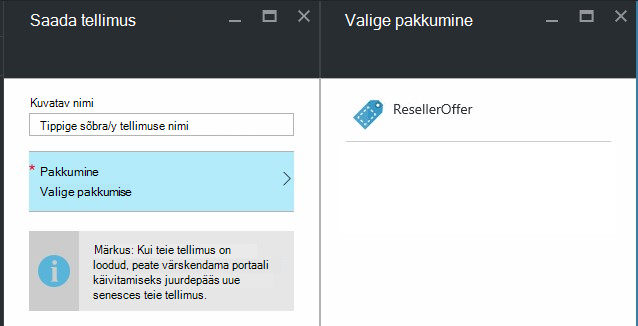 Saada tellimus
Kuvatav nimi
Tippige sõbra/y tellimuse nimi
* Pakkumine
Valige pakkumise
Märkus: Kui teie tellimus on
loodud, peate värskendama portaali
käivitamiseks juurdepääs uue
senesces teie tellimus.
Valige pakkumine
ResellerOffer